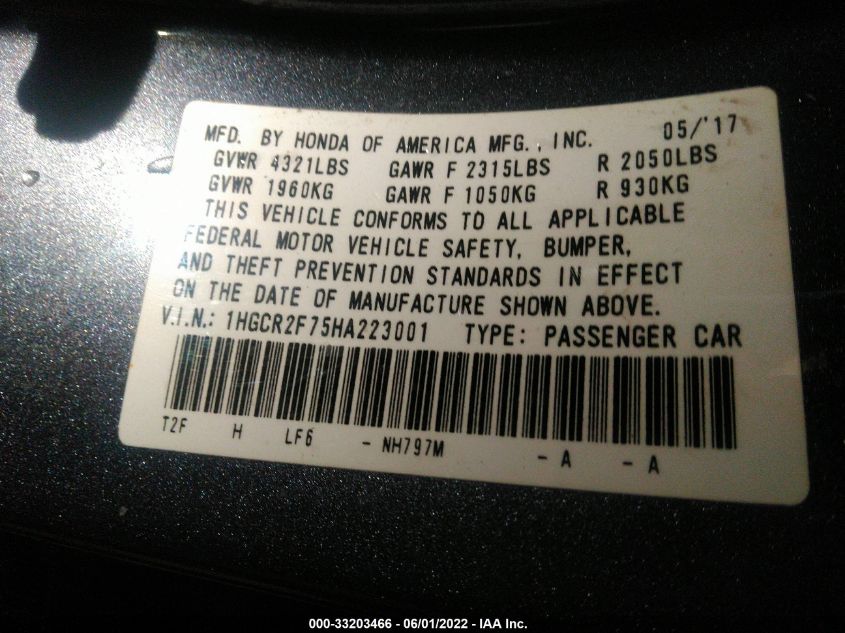 MFD. BY HONDA OF AMERICA MFG., INC. 05/'17
GVWR 4321LBS GAWR F 2315LBS R 2050LBS
GVWR 1960KG GAWR F 1050KG R 930KG
THIS VEHICLE CONFORMS TO ALL APPLICABLE
FEDERAL MOTOR VEHICLE SAFETY, BUMPER,
AND THEFT PREVENTION STANDARDS IN EFFECT
ON THE DATE OF MANUFACTURE SHOWN ABOVE.
V.I.N.: 1HGCR2F75HA223001 TYPE: PASSENGER CAR
T2F H LF6 - NH797M - A - A
000-33203466 - 06/01/2022 - IAA Inc.